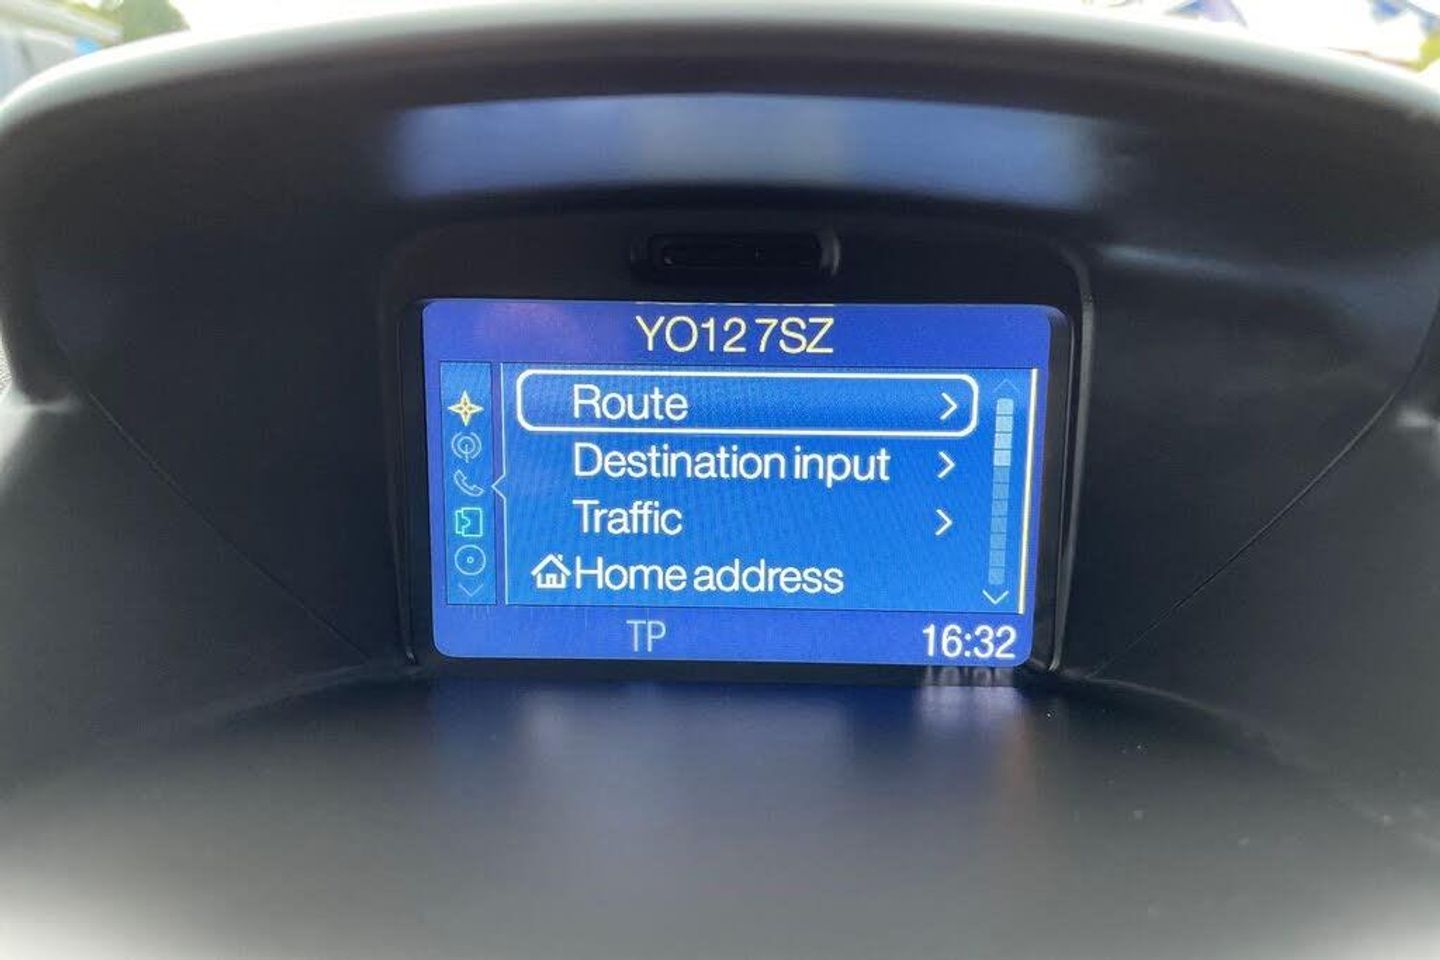 YO12 7SZ
Route
Destination input
Traffic
Home address
TP
16:32